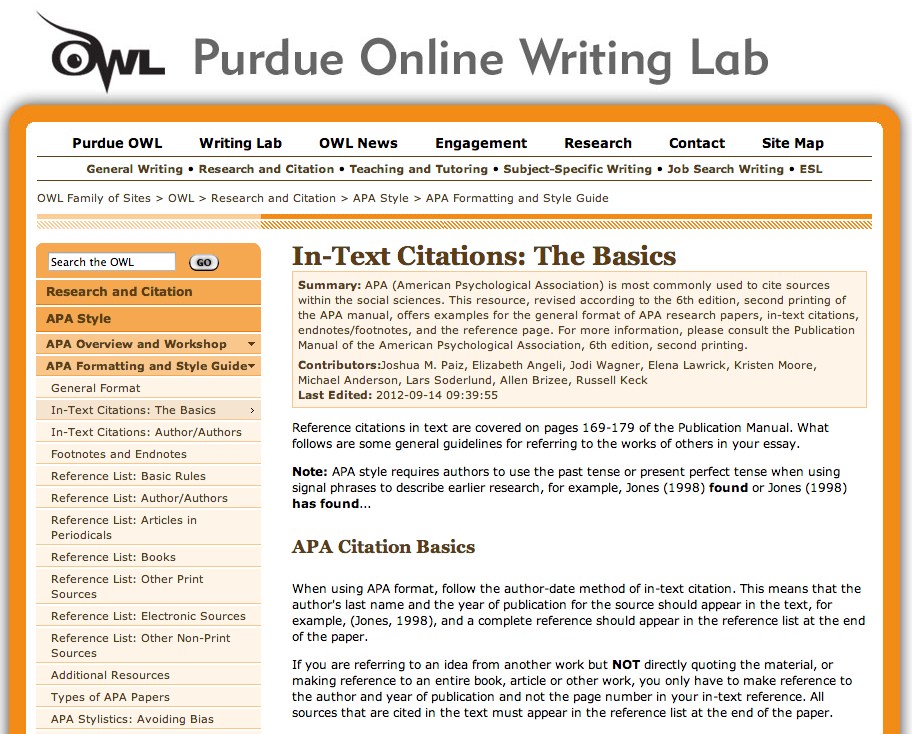 OWL Purdue Online Writing Lab
Purdue OWL Writing Lab OWL News Engagement Research Contact Site Map
General Writing • Research and Citation • Teaching and Tutoring • Subject-Specific Writing • Job Search Writing • ESL
OWL Family of Sites > OWL > Research and Citation > APA Style > APA Formatting and Style Guide
Search the OWL GO
Research and Citation
APA Style
APA Overview and Workshop
APA Formatting and Style Guide
General Format
In-Text Citations: The Basics ›
In-Text Citations: Author/Authors
Footnotes and Endnotes
Reference List: Basic Rules
Reference List: Author/Authors
Reference List: Articles in
Periodicals
Reference List: Books
Reference List: Other Print
Sources
Reference List: Electronic Sources
Reference List: Other Non-Print
Sources
Additional Resources
Types of APA Papers
APA Stylistics: Avoiding Bias
In-Text Citations: The Basics
Summary: APA (American Psychological Association) is most commonly used to cite sources
within the social sciences. This resource, revised according to the 6th edition, second printing of
the APA manual, offers examples for the general format of APA research papers, in-text citations,
endnotes/footnotes, and the reference page. For more information, please consult the Publication
Manual of the American Psychological Association, 6th edition, second printing.
Contributors:Joshua M. Paiz, Elizabeth Angeli, Jodi Wagner, Elena Lawrick, Kristen Moore,
Michael Anderson, Lars Soderlund, Allen Brizee, Russell Keck
Last Edited: 2012-09-14 09:39:55
Reference citations in text are covered on pages 169-179 of the Publication Manual. What
follows are some general guidelines for referring to the works of others in your essay.
Note: APA style requires authors to use the past tense or present perfect tense when using
signal phrases to describe earlier research, for example, Jones (1998) found or Jones (1998)
has found...
APA Citation Basics
When using APA format, follow the author-date method of in-text citation. This means that the
author's last name and the year of publication for the source should appear in the text, for
example, (Jones, 1998), and a complete reference should appear in the reference list at the end
of the paper.
If you are referring to an idea from another work but NOT directly quoting the material, or
making reference to an entire book, article or other work, you only have to make reference to
the author and year of publication and not the page number in your in-text reference. All
sources that are cited in the text must appear in the reference list at the end of the paper.